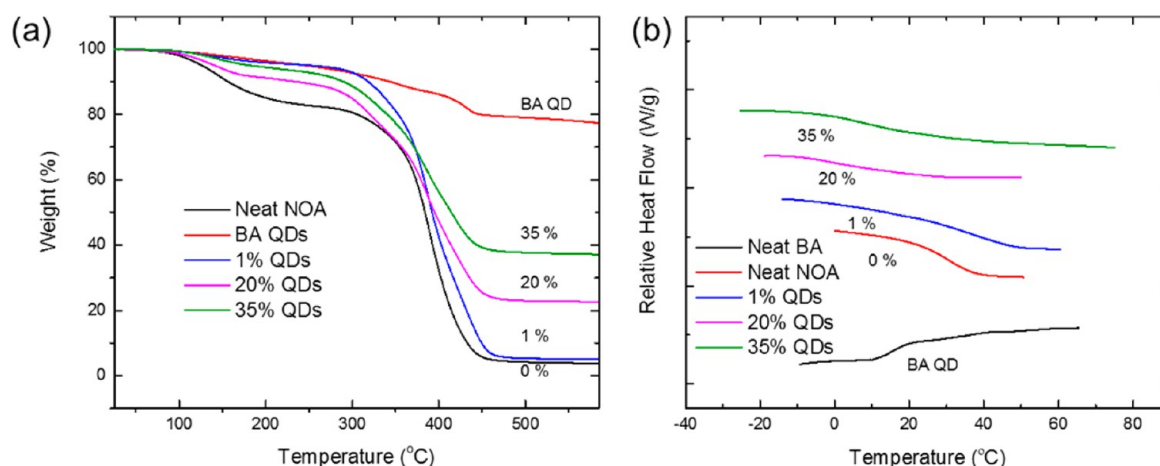 (a)
100
80
60
40
20
0
Weight (%)
BA QD
Neat NOA
BA QDs
1% QDs
20% QDs
35% QDs
35 %
20 %
1 %
0 %
100
200
300
400
500
Temperature (°C)
(b)
Relative Heat Flow (W/g)
35 %
20 %
1 %
0 %
Neat BA
Neat NOA
1% QDs
20% QDs
35% QDs
BA QD
-40
-20
0
20
40
60
80
Temperature (°C)